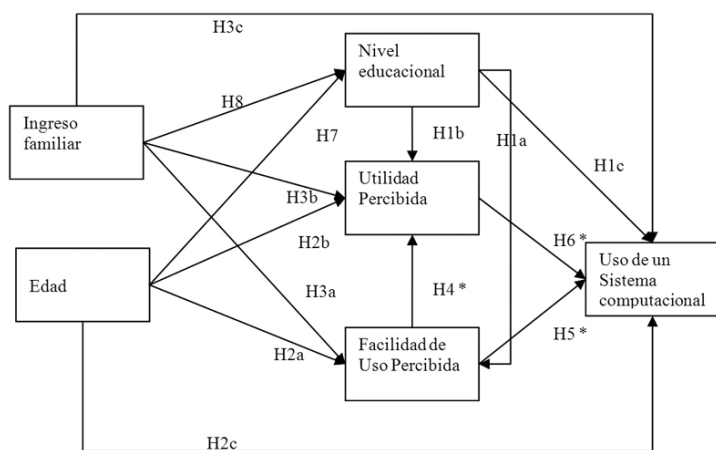 H3c
Nivel
educacional
H8
Ingreso
familiar
H7
H1b
H1a
H1c
Utilidad
Percibida
H3b
H2b
H6 *
Uso de un
Sistema
computacional
Edad
H3a
H4 *
H5 *
H2a
Facilidad de
Uso Percibida
H2c